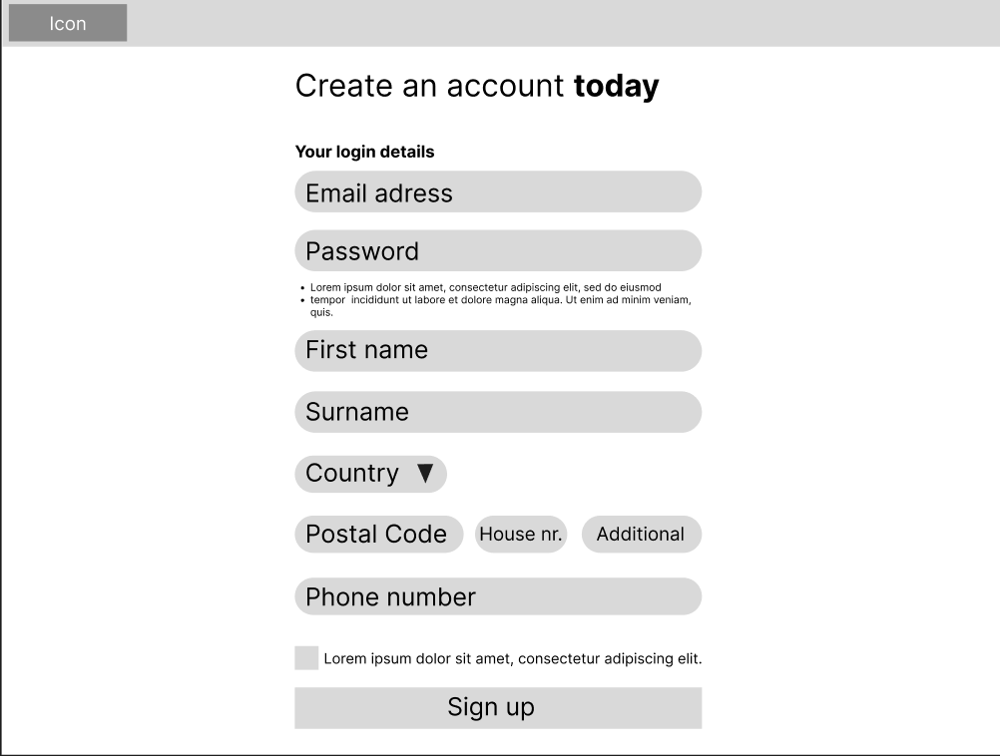 Icon
Create an account today
Your login details
Email adress
Password
• Lorem ipsum dolor sit amet, consectetur adipiscing elit, sed do eiusmod
• tempor  incididunt ut labore et dolore magna aliqua. Ut enim ad minim veniam,
quis.
First name
Surname
Country ▼
Postal Code House nr. Additional
Phone number
Lorem ipsum dolor sit amet, consectetur adipiscing elit.
Sign up